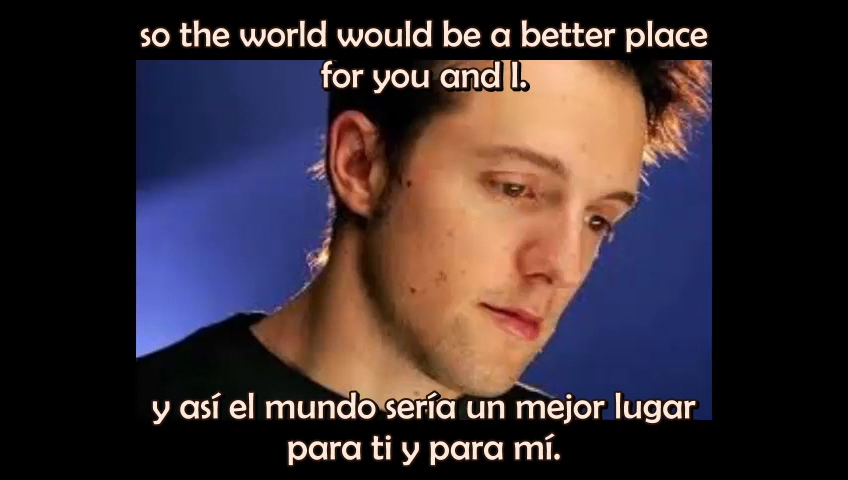 so the world would be a better place
for you and I.
y así el mundo sería un mejor lugar
para ti y para mí.